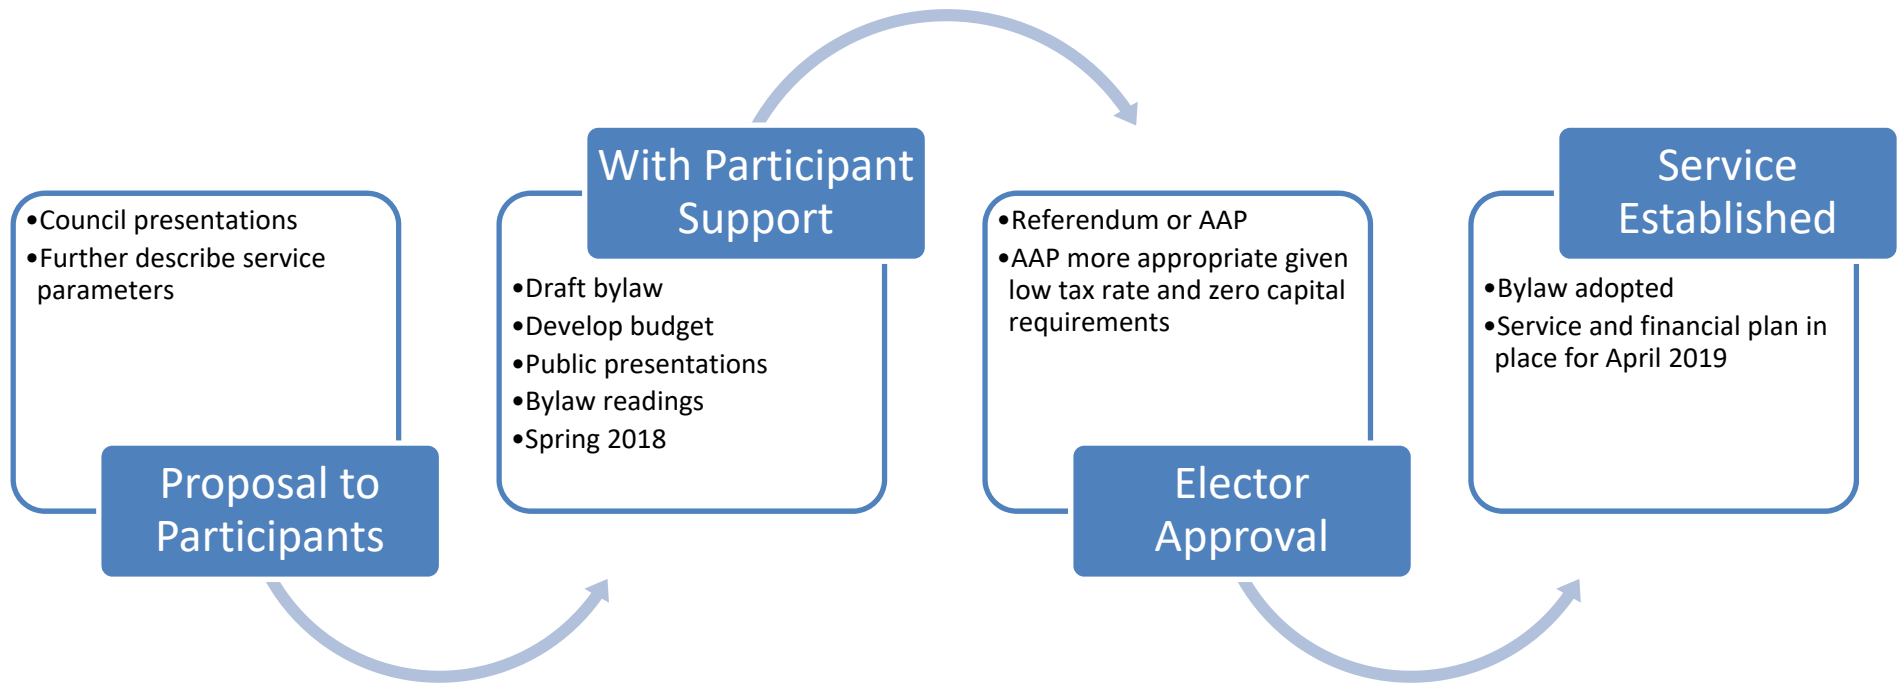 •Council presentations
•Further describe service
parameters
Proposal to
Participants
With Participant
Support
•Draft bylaw
•Develop budget
•Public presentations
•Bylaw readings
•Spring 2018
•Referendum or AAP
•AAP more appropriate given
low tax rate and zero capital
requirements
Elector
Approval
Service
Established
•Bylaw adopted
•Service and financial plan in
place for April 2019